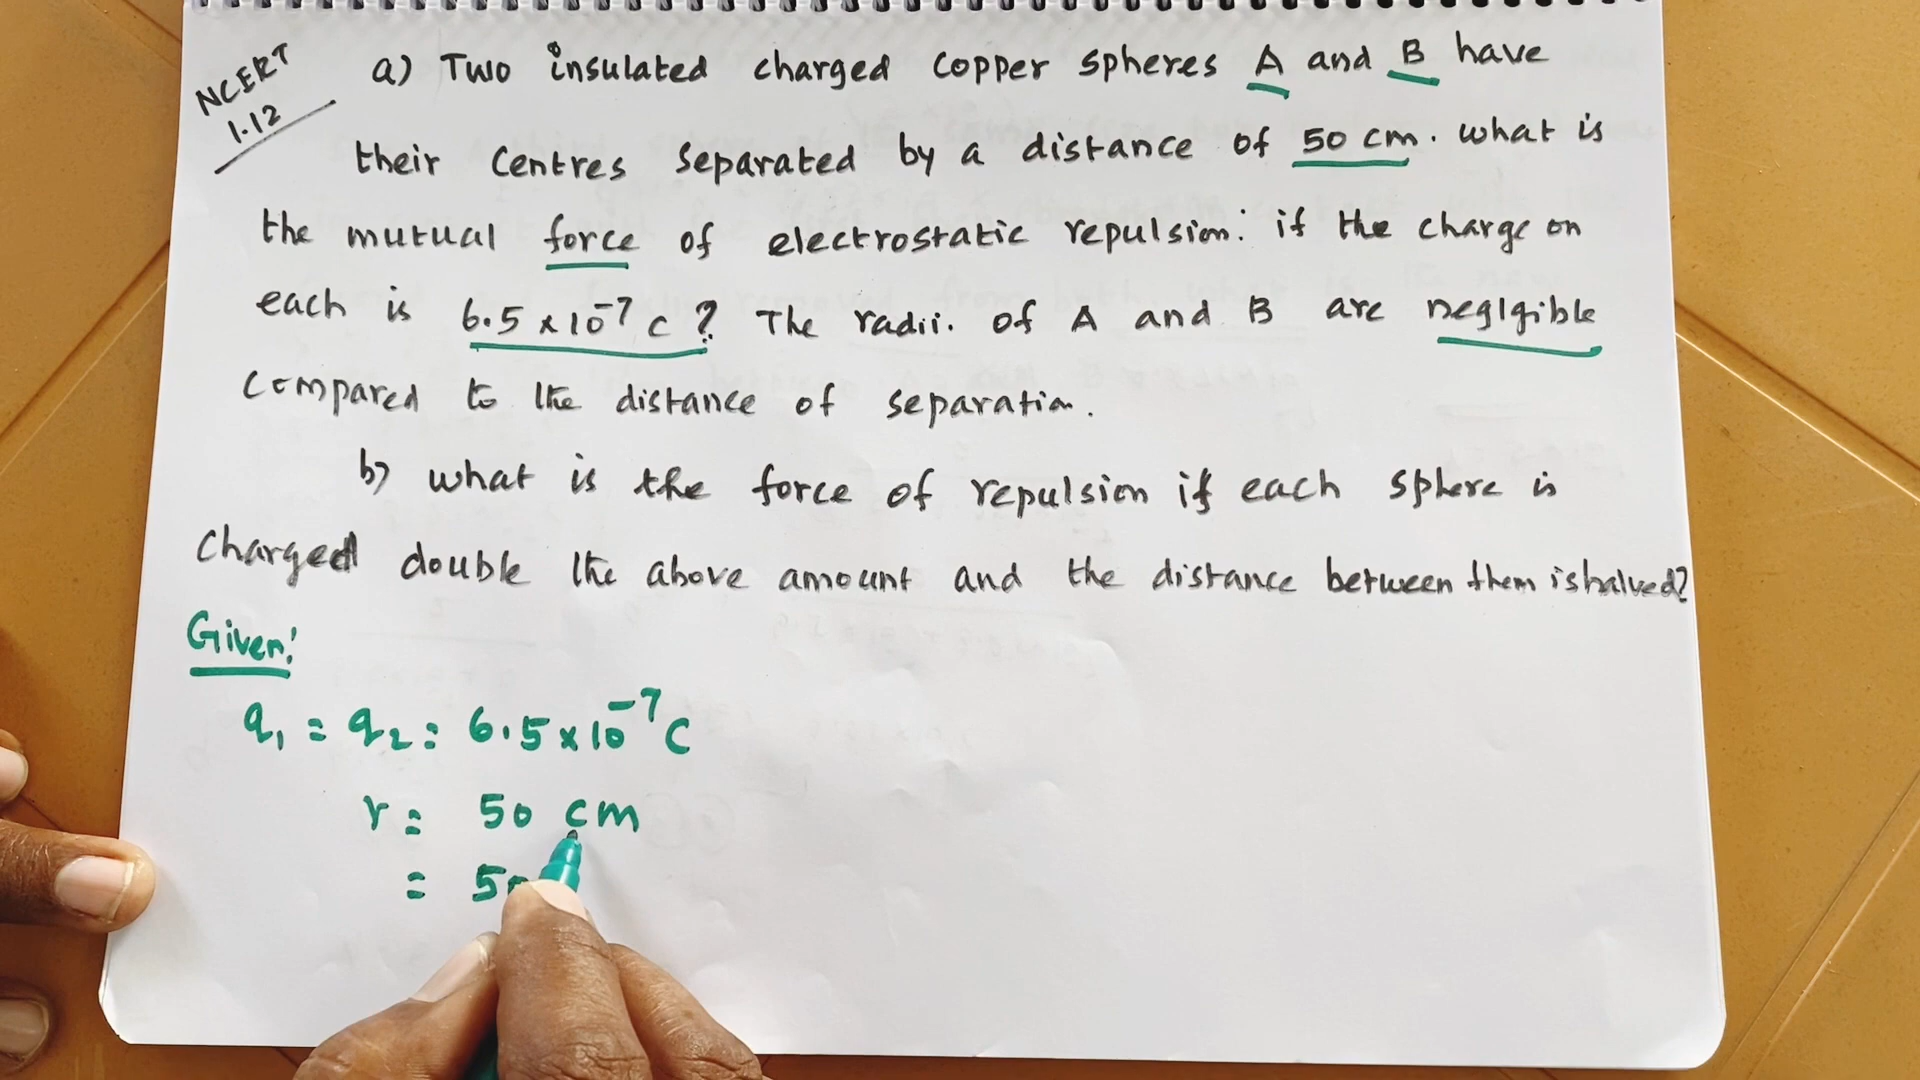 NCERT
1.12
a) Two insulated charged copper spheres A and B have
their centres separated by a distance of 50 cm. what is
the mutual force of electrostatic repulsion: if the charge on
each is 6.5 x 10⁻⁷ c ? The radii. of A and B are neglgible
compared to the distance of separation.
b) what is the force of repulsion if each sphere is
charged double the above amount and the distance between them is halved?
Given:
q₁ = q₂ = 6.5 x 10⁻⁷ C
r = 50 cm
= 50